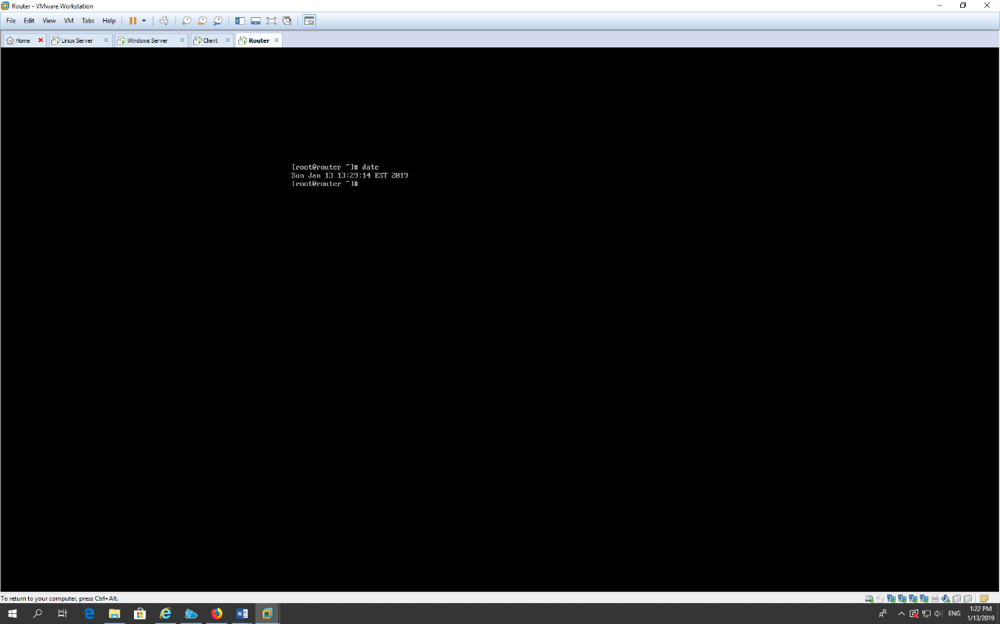 Router - VMware Workstation
File Edit View VM Tabs Help
Home Linux Server Windows Server Client Router
[root@router ~]# date
Sun Jan 13 13:29:14 EST 2019
[root@router ~]#
To return to your computer, press Ctrl+Alt.
ENG
1:22 PM
1/13/2019